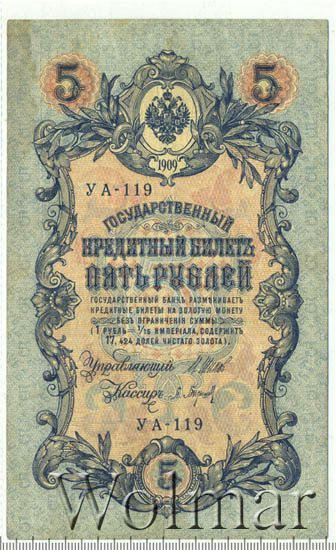 5 5
1909
УА-119
ГОСУДАРСТВЕННЫЙ
КРЕДИТНЫЙ БИЛЕТЪ
ПЯТЬ РУБЛЕЙ
ГОСУДАРСТВЕННЫЙ БАНКЪ РАЗМѢНИВАЕТЪ
КРЕДИТНЫЕ БИЛЕТЫ НА ЗОЛОТУЮ МОНЕТУ
БЕЗЪ ОГРАНИЧЕНІЯ СУММЫ
(1 РУБЛЬ = 1/15 ИМПЕРІАЛА, СОДЕРЖИТЪ
17,424 ДОЛЕЙ ЧИСТАГО ЗОЛОТА).
Управляющій
Кассиръ
УА-119
5
Wolmar